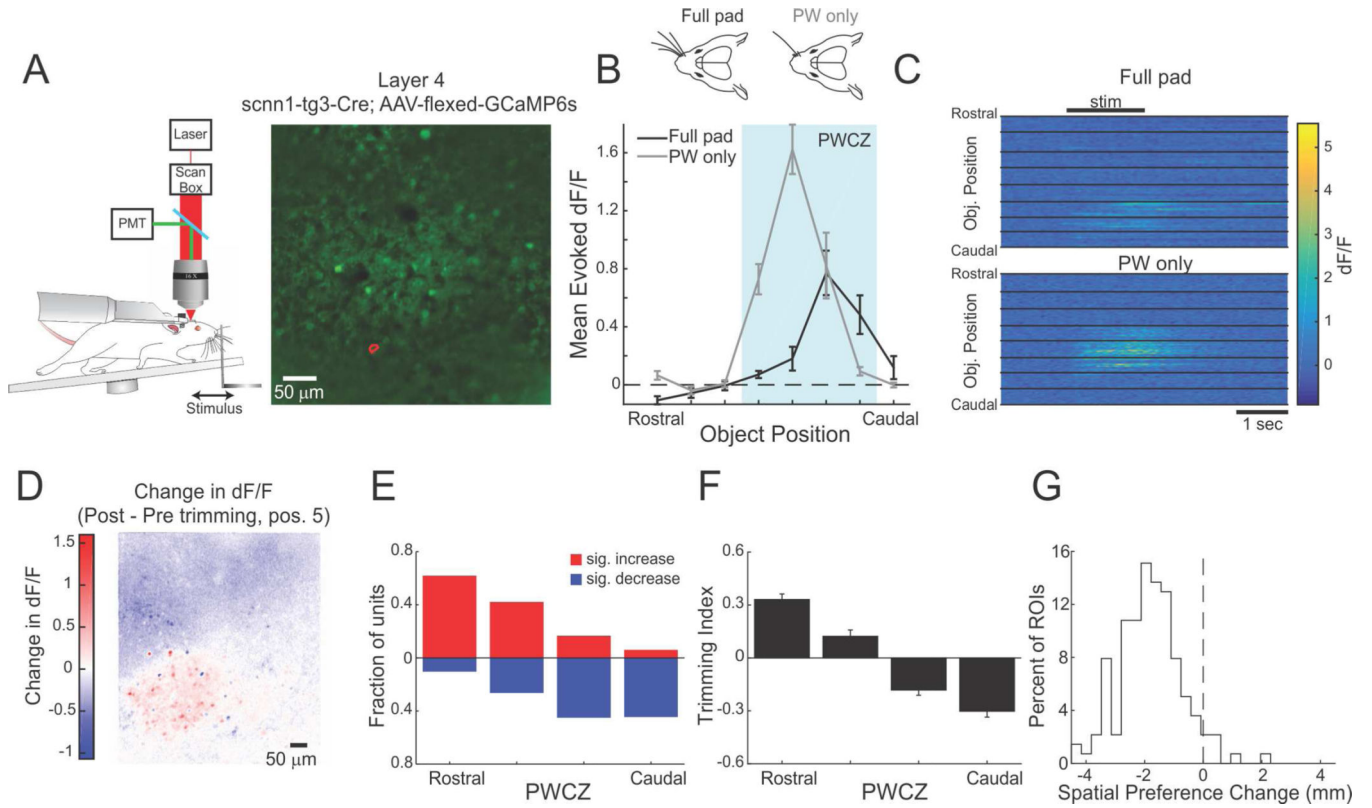 A
Layer 4
scnn1-tg3-Cre; AAV-flexed-GCaMP6s
Laser
Scan
Box
PMT
16 X
Stimulus
50 μm
B
Full pad
PW only
Full pad
PW only
PWCZ
Mean Evoked dF/F
1.6
1.2
0.8
0.4
0
Rostral
Caudal
Object Position
C
Full pad
stim
Rostral
Obj. Position
Caudal
PW only
Rostral
Obj. Position
Caudal
1 sec
5
4
3
2
1
0
dF/F
D
Change in dF/F
(Post - Pre trimming, pos. 5)
Change in dF/F
1.5
1
0.5
0
-0.5
-1
50 μm
E
Fraction of units
0.8
0.4
0
0.4
0.8
sig. increase
sig. decrease
Rostral
Caudal
PWCZ
F
Trimming Index
0.6
0.3
0
-0.3
-0.6
Rostral
Caudal
PWCZ
G
Percent of ROIs
16
12
8
4
0
-4
-2
0
2
4
Spatial Preference Change (mm)